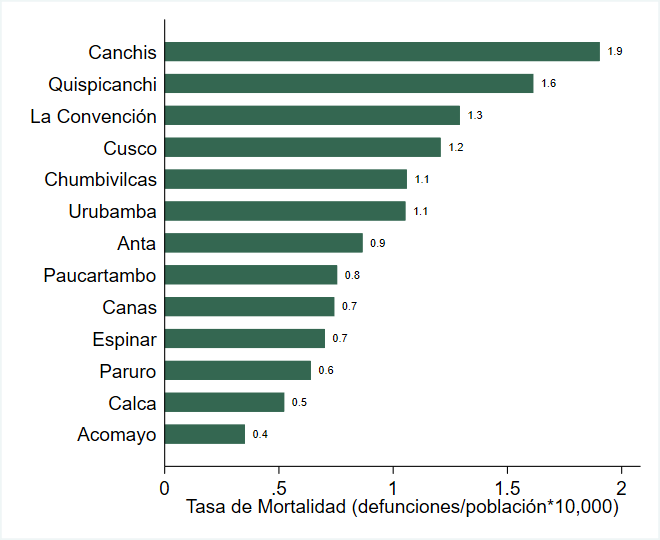 Canchis 1.9
Quispicanchi 1.6
La Convención 1.3
Cusco 1.2
Chumbivilcas 1.1
Urubamba 1.1
Anta 0.9
Paucartambo 0.8
Canas 0.7
Espinar 0.7
Paruro 0.6
Calca 0.5
Acomayo 0.4
0 .5 1 1.5 2
Tasa de Mortalidad (defunciones/población*10,000)